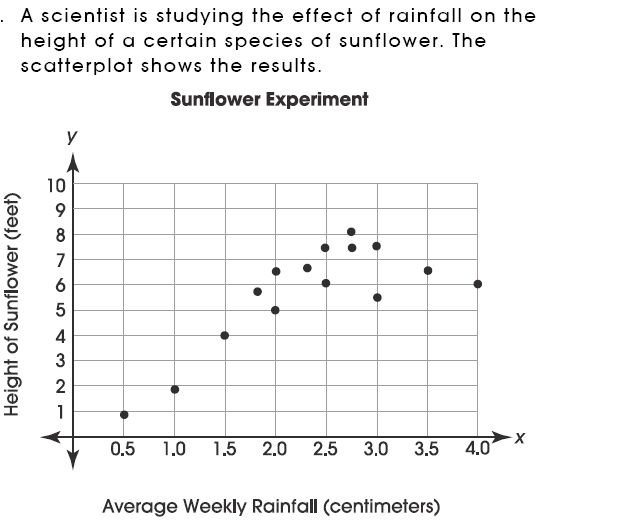 . A scientist is studying the effect of rainfall on the
height of a certain species of sunflower. The
scatterplot shows the results.
Sunflower Experiment
y
10
9
8
7
6
5
4
3
2
1
Height of Sunflower (feet)
0.5 1.0 1.5 2.0 2.5 3.0 3.5 4.0 x
Average Weekly Rainfall (centimeters)